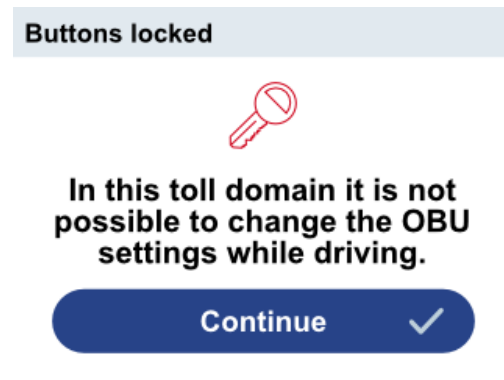 Buttons locked
In this toll domain it is not
possible to change the OBU
settings while driving.
Continue